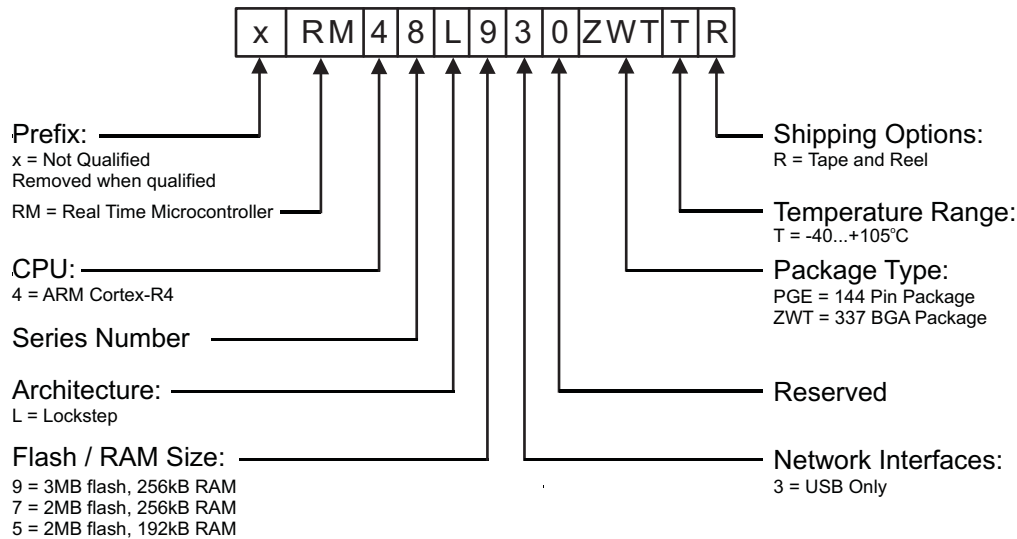 x RM 4 8 L 9 3 0 ZWT T R
Prefix:
x = Not Qualified
Removed when qualified
RM = Real Time Microcontroller
CPU:
4 = ARM Cortex-R4
Series Number
Architecture:
L = Lockstep
Flash / RAM Size:
9 = 3MB flash, 256kB RAM
7 = 2MB flash, 256kB RAM
5 = 2MB flash, 192kB RAM
Shipping Options:
R = Tape and Reel
Temperature Range:
T = -40...+105°C
Package Type:
PGE = 144 Pin Package
ZWT = 337 BGA Package
Reserved
Network Interfaces:
3 = USB Only